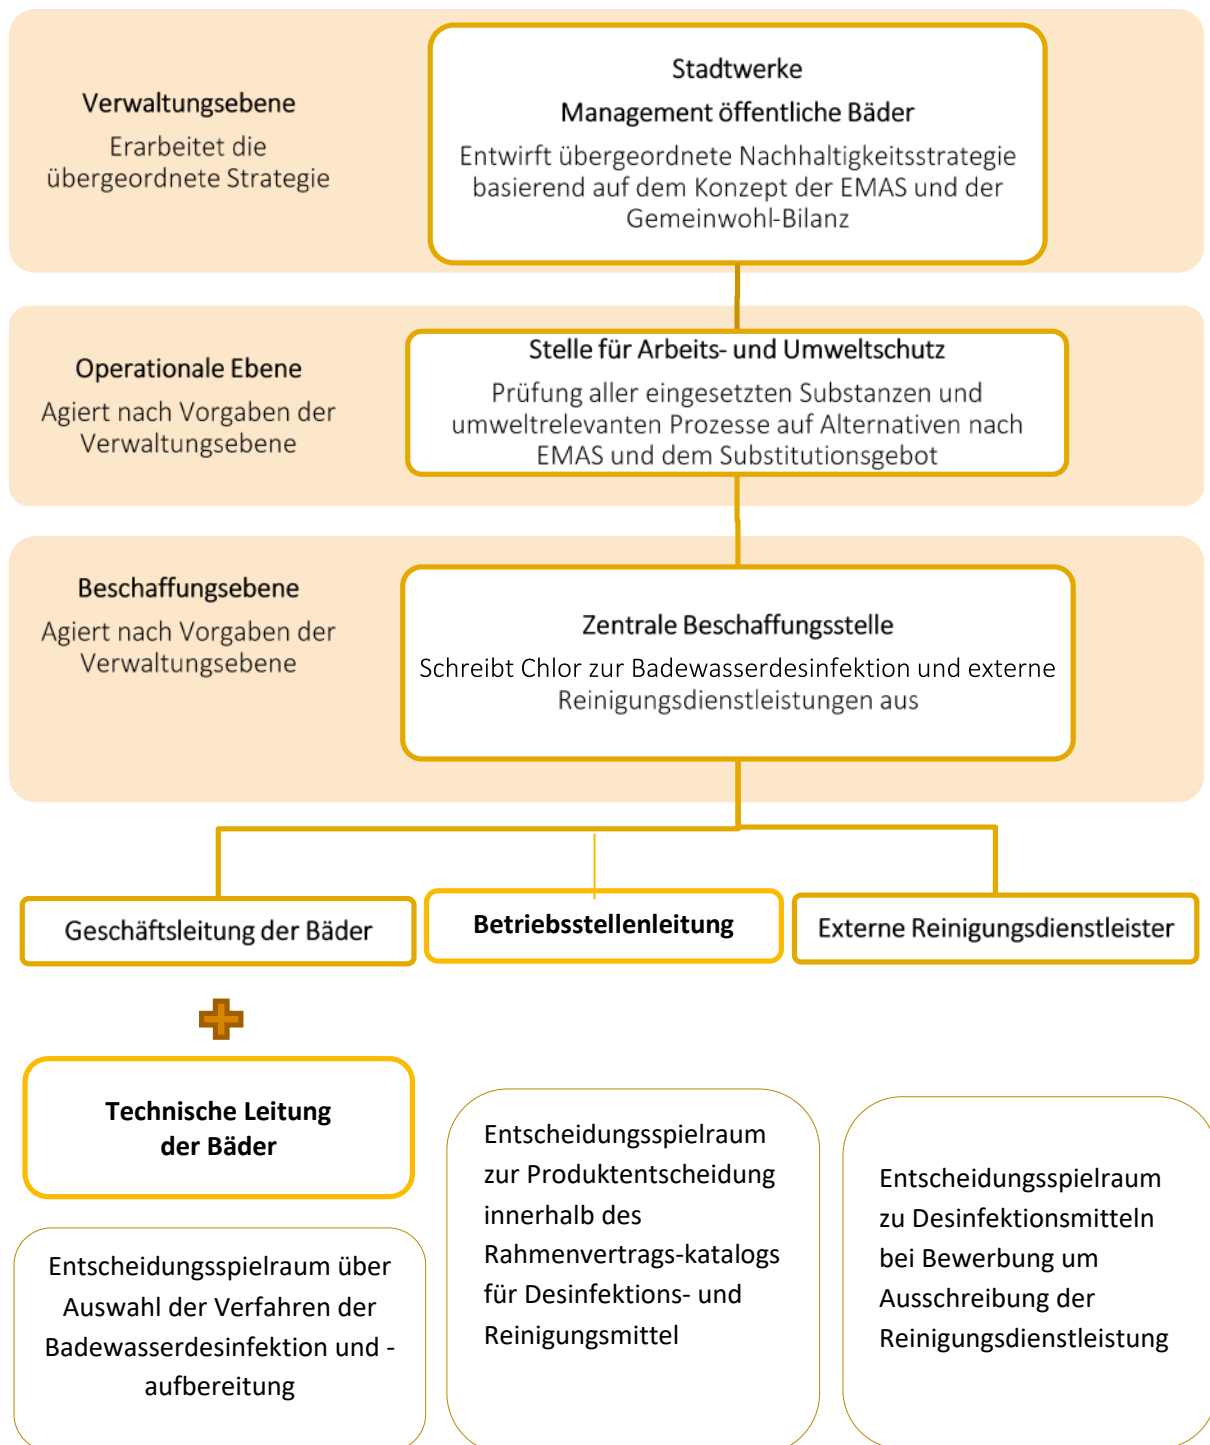 Verwaltungsebene
Erarbeitet die
übergeordnete Strategie
Stadtwerke
Management öffentliche Bäder
Entwirft übergeordnete Nachhaltigkeitsstrategie
basierend auf dem Konzept der EMAS und der
Gemeinwohl-Bilanz
Operationale Ebene
Agiert nach Vorgaben der
Verwaltungsebene
Stelle für Arbeits- und Umweltschutz
Prüfung aller eingesetzten Substanzen und
umweltrelevanten Prozesse auf Alternativen nach
EMAS und dem Substitutionsgebot
Beschaffungsebene
Agiert nach Vorgaben der
Verwaltungsebene
Zentrale Beschaffungsstelle
Schreibt Chlor zur Badewasserdesinfektion und externe
Reinigungsdienstleistungen aus
Geschäftsleitung der Bäder
Betriebsstellenleitung
Externe Reinigungsdienstleister
Technische Leitung
der Bäder
Entscheidungsspielraum über
Auswahl der Verfahren der
Badewasserdesinfektion und -
aufbereitung
Entscheidungsspielraum
zur Produktentscheidung
innerhalb des
Rahmenvertrags-katalogs
für Desinfektions- und
Reinigungsmittel
Entscheidungsspielraum
zu Desinfektionsmitteln
bei Bewerbung um
Ausschreibung der
Reinigungsdienstleistung